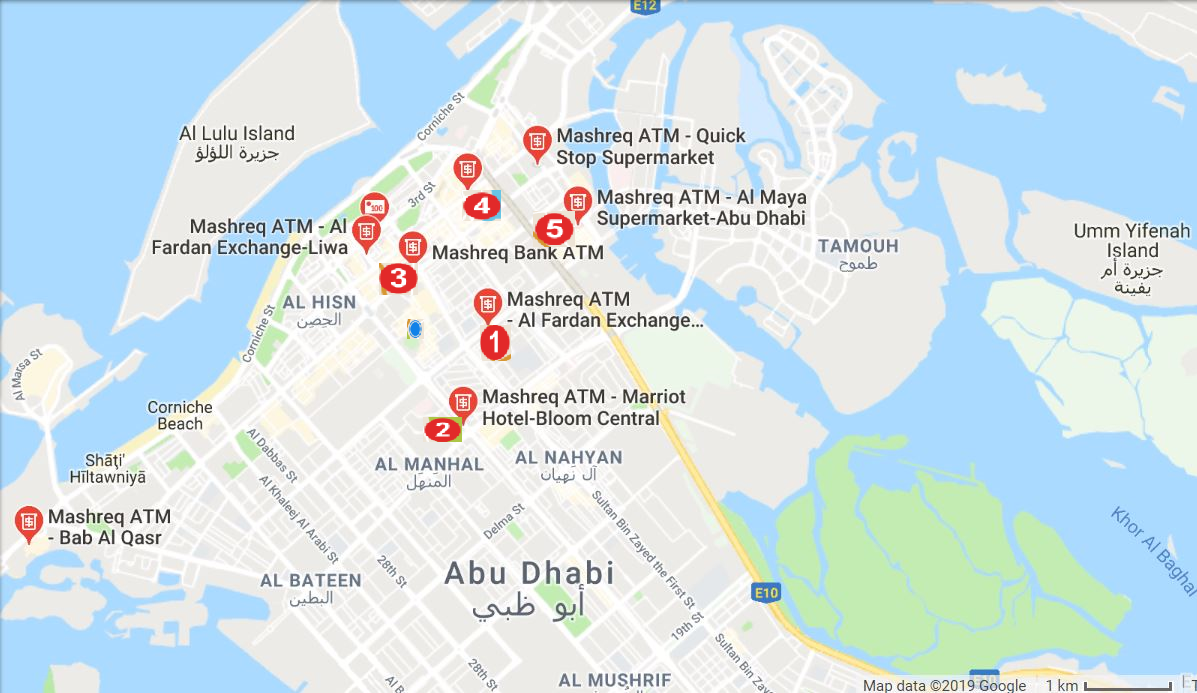 E12
Al Lulu Island
جزيرة اللؤلؤ
Corniche St
Mashreq ATM - Quick
Stop Supermarket
3rd St
4
Mashreq ATM - Al Maya
Supermarket-Abu Dhabi
5
100
Mashreq ATM - Al
Fardan Exchange-Liwa
Mashreq Bank ATM
3
TAMOUH
طموح
Umm Yifenah
Island
جزيرة أم
يفينة
AL HISN
الحصن
Corniche St
Mashreq ATM
- Al Fardan Exchange...
1
Al Marsa St
Mashreq ATM - Marriot
Hotel-Bloom Central
2
Corniche
Beach
Al Dabbas St
AL MANHAL
المنهل
AL NAHYAN
آل نهيان
Shāţi'
Hīltawnīyā
Al Khaleej Al Arabi St
Delma St
Sultan Bin Zayed the First St
Khor Al Baghal
Mashreq ATM
- Bab Al Qasr
28th St
AL BATEEN
البطين
Abu Dhabi
أبو ظبي
E10
19th St
Sultan Bin
28th St
AL MUSHRIF
Map data ©2019 Google
1 km